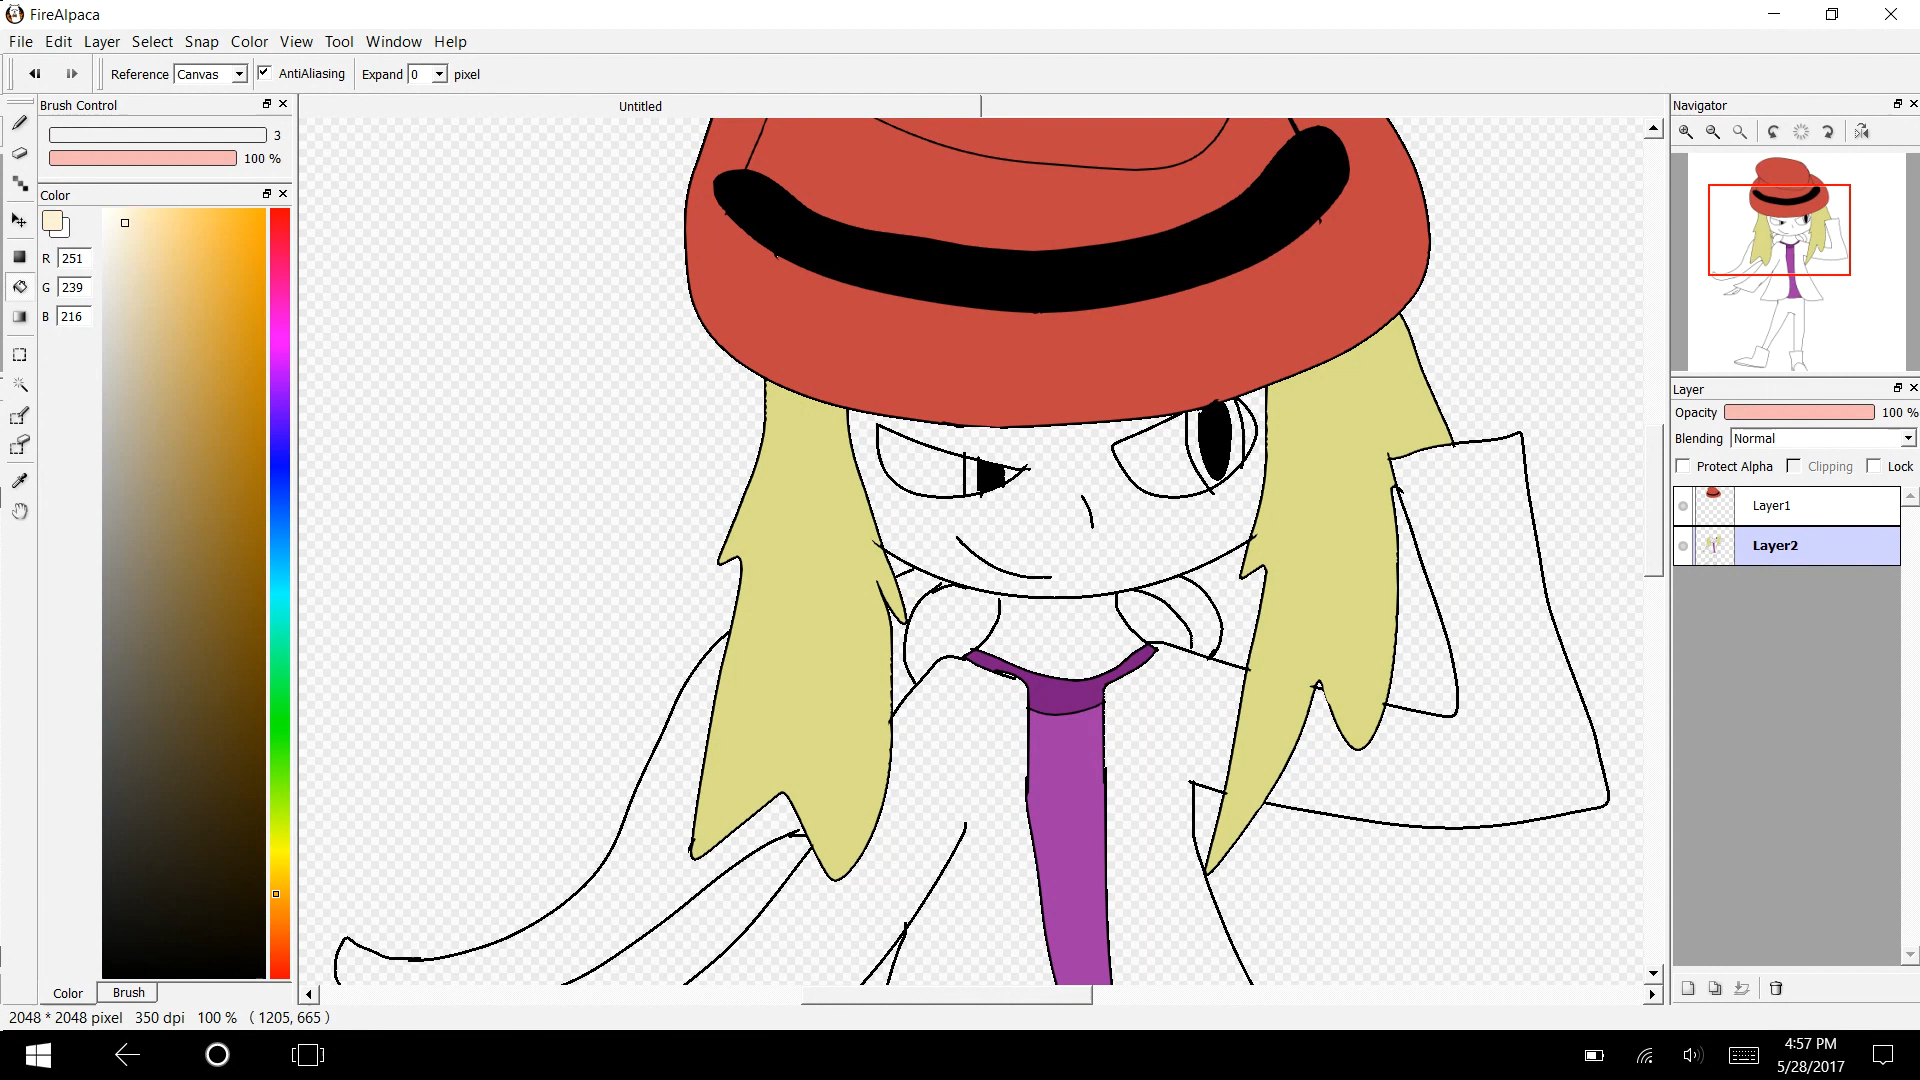 FireAlpaca
File Edit Layer Select Snap Color View Tool Window Help
Reference Canvas AntiAliasing Expand 0 pixel
Brush Control
3
100 %
Color
R 251
G 239
B 216
Color Brush
Untitled
Navigator
Layer
Opacity 100 %
Blending Normal
Protect Alpha Clipping Lock
Layer1
Layer2
2048 * 2048 pixel 350 dpi 100 % ( 1205, 665 )
4:57 PM
5/28/2017